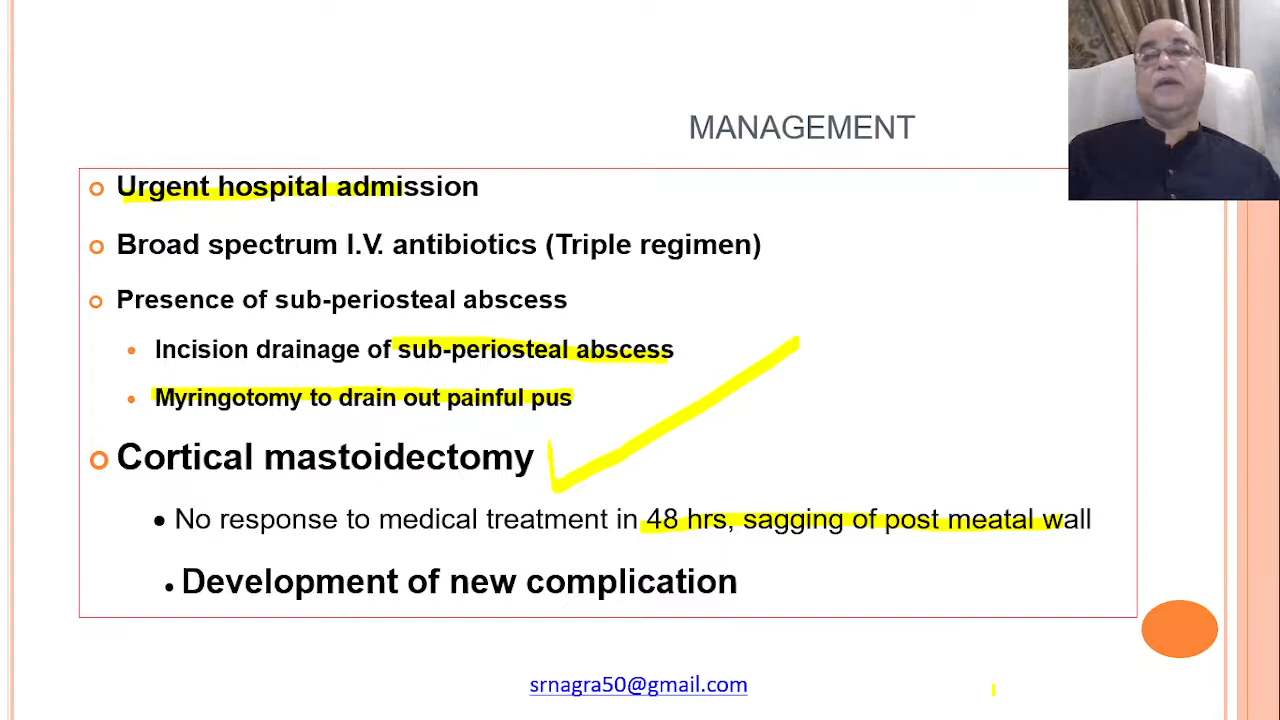 MANAGEMENT
Urgent hospital admission
Broad spectrum I.V. antibiotics (Triple regimen)
Presence of sub-periosteal abscess
Incision drainage of sub-periosteal abscess
Myringotomy to drain out painful pus
Cortical mastoidectomy
No response to medical treatment in 48 hrs, sagging of post meatal wall
Development of new complication
srnagra50@gmail.com